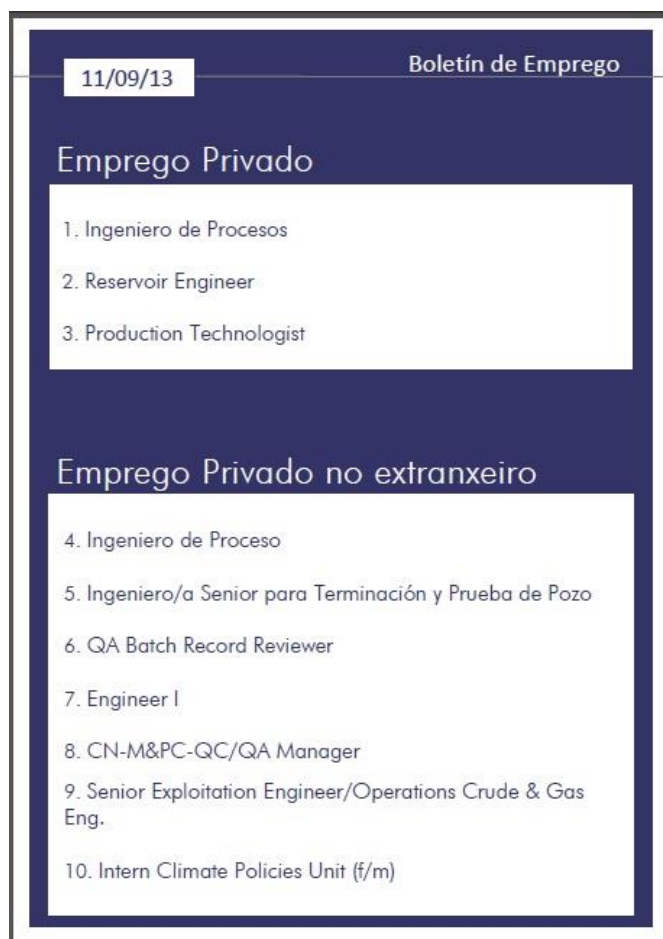 11/09/13
Boletín de Emprego
Emprego Privado
1. Ingeniero de Procesos
2. Reservoir Engineer
3. Production Technologist
Emprego Privado no extranxeiro
4. Ingeniero de Proceso
5. Ingeniero/a Senior para Terminación y Prueba de Pozo
6. QA Batch Record Reviewer
7. Engineer I
8. CN-M&PC-QC/QA Manager
9. Senior Exploitation Engineer/Operations Crude & Gas
Eng.
10. Intern Climate Policies Unit (f/m)